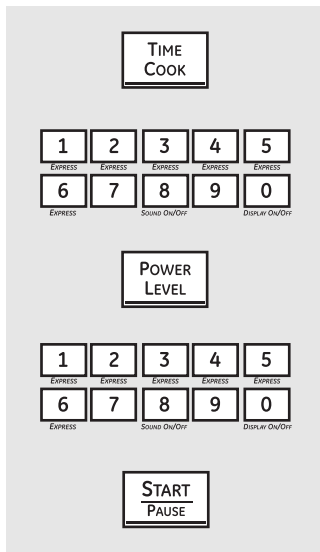 TIME
COOK
1 2 3 4 5
EXPRESS EXPRESS EXPRESS EXPRESS EXPRESS
6 7 8 9 0
EXPRESS SOUND ON/OFF DISPLAY ON/OFF
POWER
LEVEL
1 2 3 4 5
EXPRESS EXPRESS EXPRESS EXPRESS EXPRESS
6 7 8 9 0
EXPRESS SOUND ON/OFF DISPLAY ON/OFF
START
PAUSE